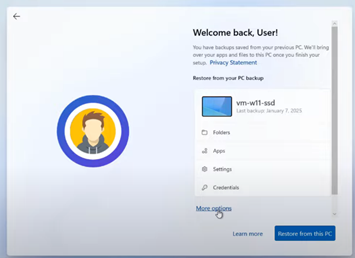 Welcome back, User!
You have backups saved from your previous PC. We'll bring
over your apps and files to this PC once you finish your
setup. Privacy Statement
Restore from your PC backup
vm-w11-ssd
Last backup: January 7, 2025
Folders
Apps
Settings
Credentials
More options
Learn more
Restore from this PC